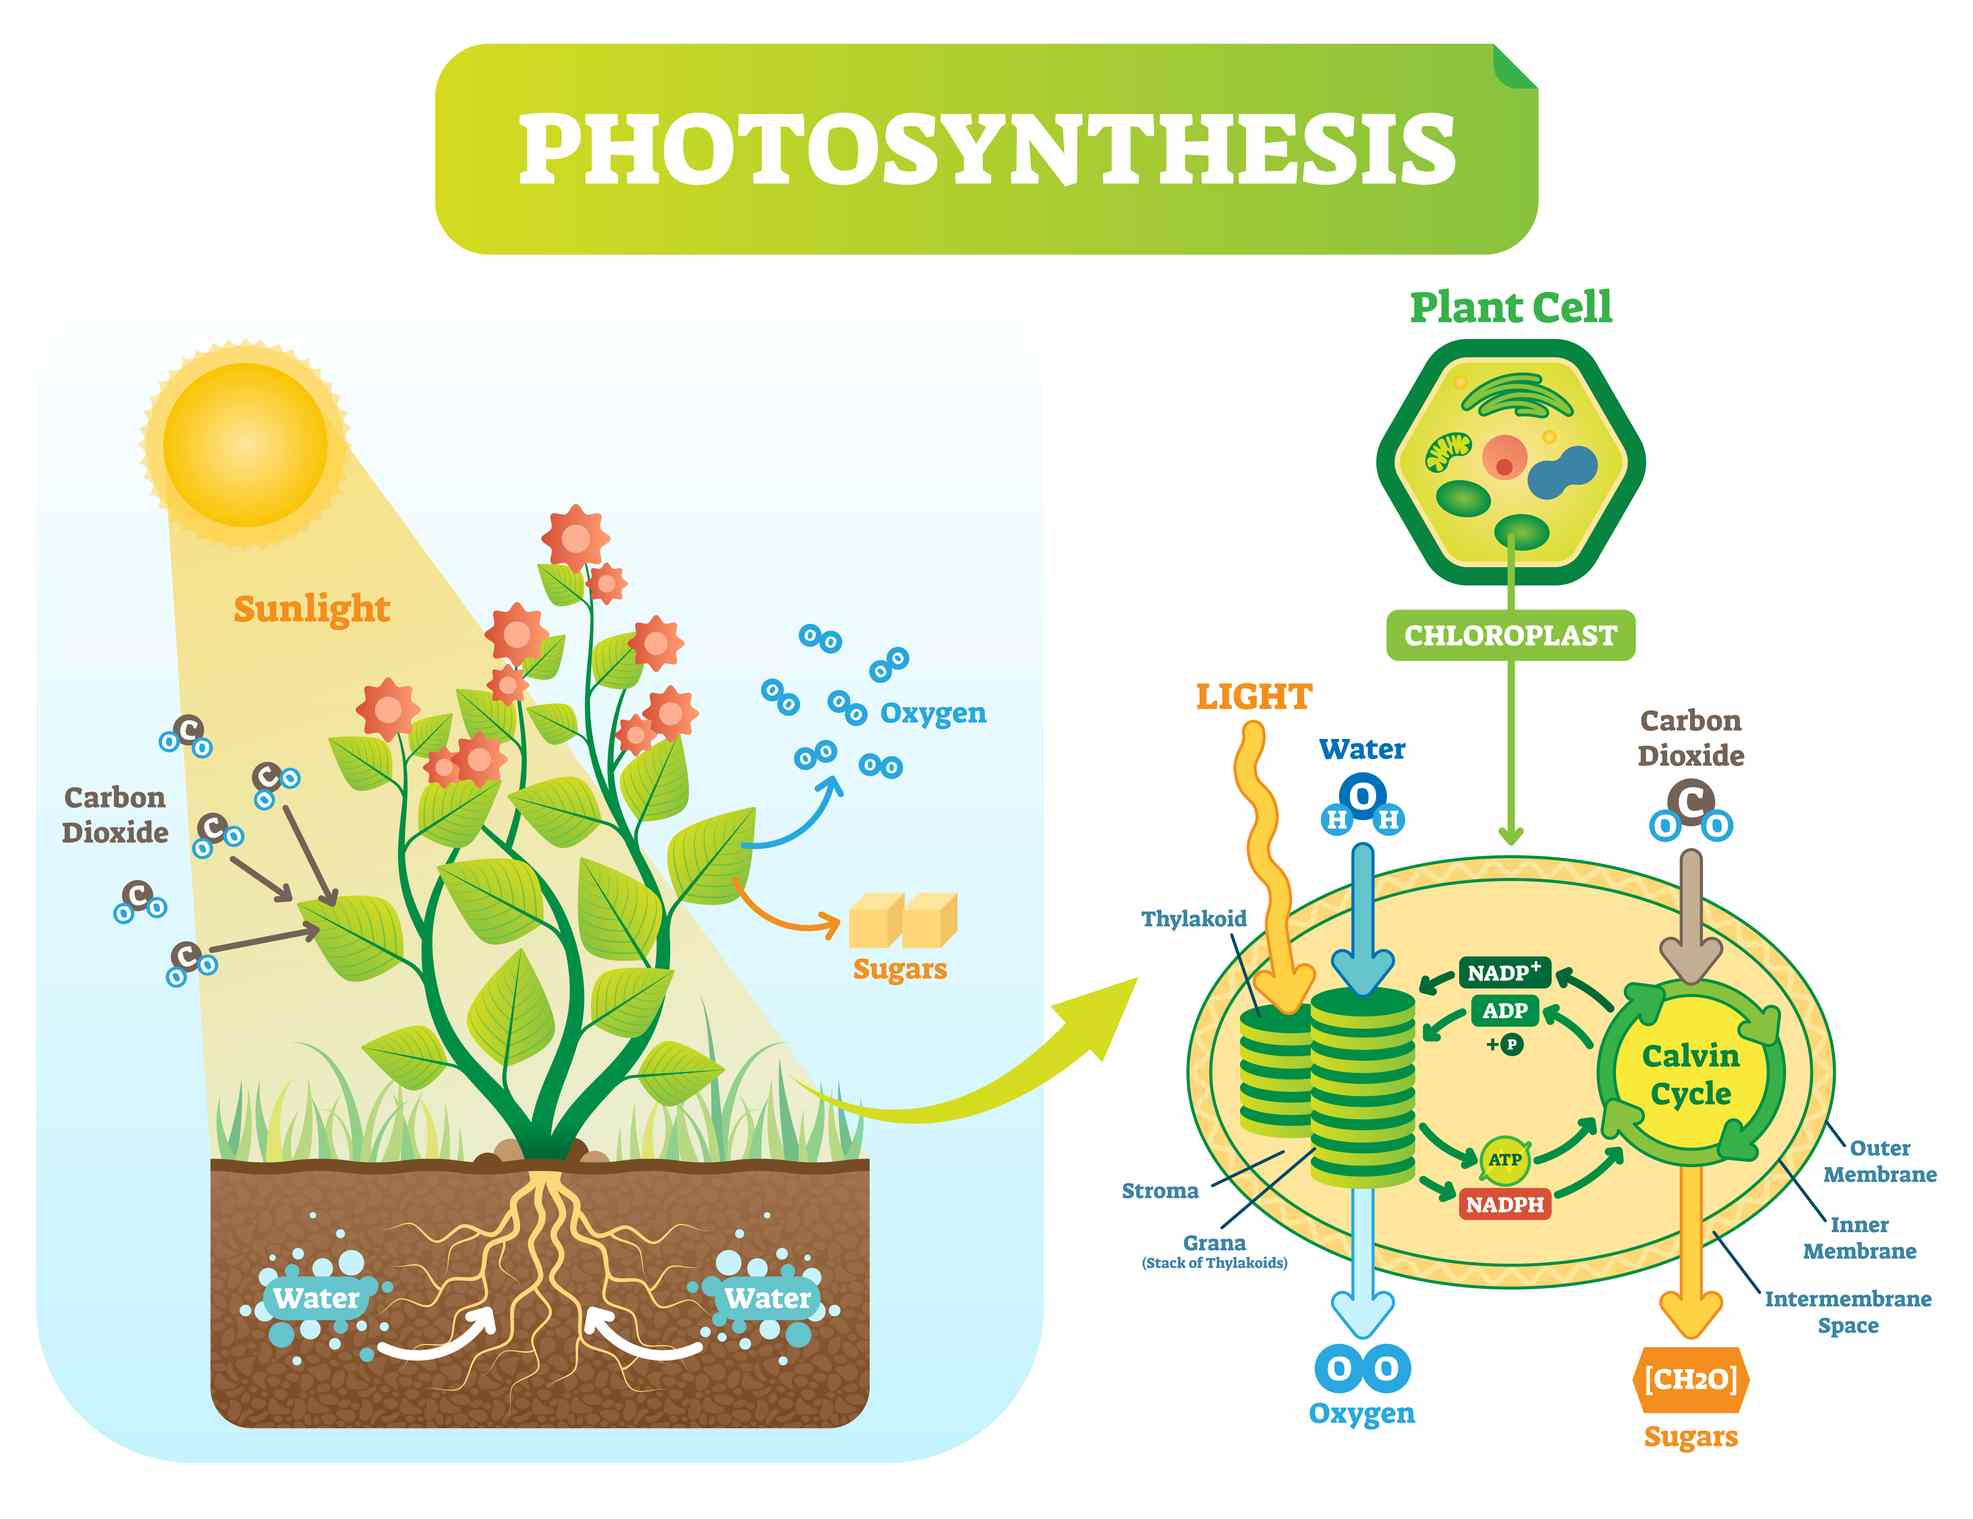 PHOTOSYNTHESIS
Sunlight
Carbon
Dioxide
C
O
O
C
O
O
C
O
O
C
O
O
C
O
O
O O
O O
O O
O O
O O
O O
Oxygen
Sugars
Water
Water
Plant Cell
CHLOROPLAST
LIGHT
Water
O
H H
Carbon
Dioxide
C
O O
Thylakoid
NADP+
ADP
+P
Calvin
Cycle
ATP
NADPH
Stroma
Grana
(Stack of Thylakoids)
Outer
Membrane
Inner
Membrane
Intermembrane
Space
O O
Oxygen
[CH2O]
Sugars